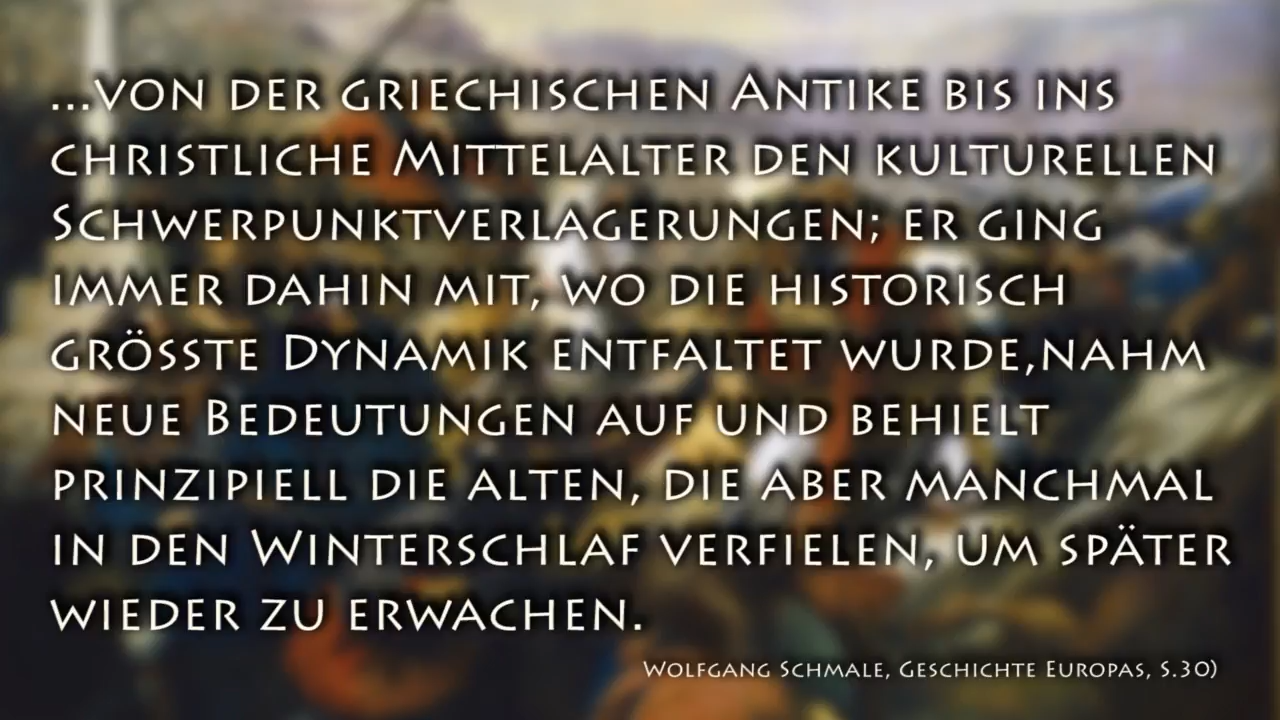 ...von der griechischen Antike bis ins
christliche Mittelalter den kulturellen
Schwerpunktverlagerungen; er ging
immer dahin mit, wo die historisch
grösste Dynamik entfaltet wurde,nahm
neue Bedeutungen auf und behielt
prinzipiell die alten, die aber manchmal
in den Winterschlaf verfielen, um später
wieder zu erwachen.
Wolfgang Schmale, Geschichte Europas, S.30)